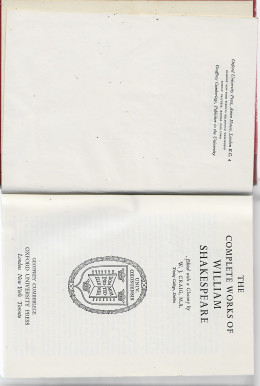 Oxford University Press, Amen House, London E.C. 4
Geoffrey Cumberlege, Publisher to the University
THE
COMPLETE WORKS OF
WILLIAM
SHAKESPEARE
Edited with a Glossary by
W. J. CRAIG, M.A.
Trinity College, Dublin
GEOFFREY CUMBERLEGE
OXFORD UNIVERSITY PRESS
London New York Toronto